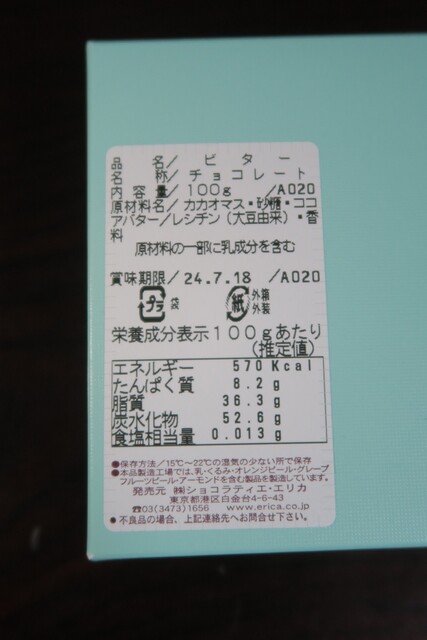 品名／ビター
名称／チョコレート
内容量／100g ／A020
原材料名／カカオマス・砂糖・ココ
アバター/レシチン（大豆由来）・香
料
原材料の一部に乳成分を含む
賞味期限／24.7.18 ／A020
プラ 袋 紙 外箱
外装
栄養成分表示100gあたり
(推定値)
エネルギー 570Kcal
たんぱく質 8.2g
脂質 36.3g
炭水化物 52.6g
食塩相当量 0.013g
●保存方法／15℃〜22℃の湿気の少ない所で保存
●本品製造工場では、乳・くるみ・オレンジピール・グレープ
フルーツピール・アーモンドを含む製品を製造しています。
発売元 ㈱ショコラティエ・エリカ
東京都港区白金台4-6-43
☎03(3473)1656 www.erica.co.jp
●不良品の場合、上記連絡先へお問合せ下さい。